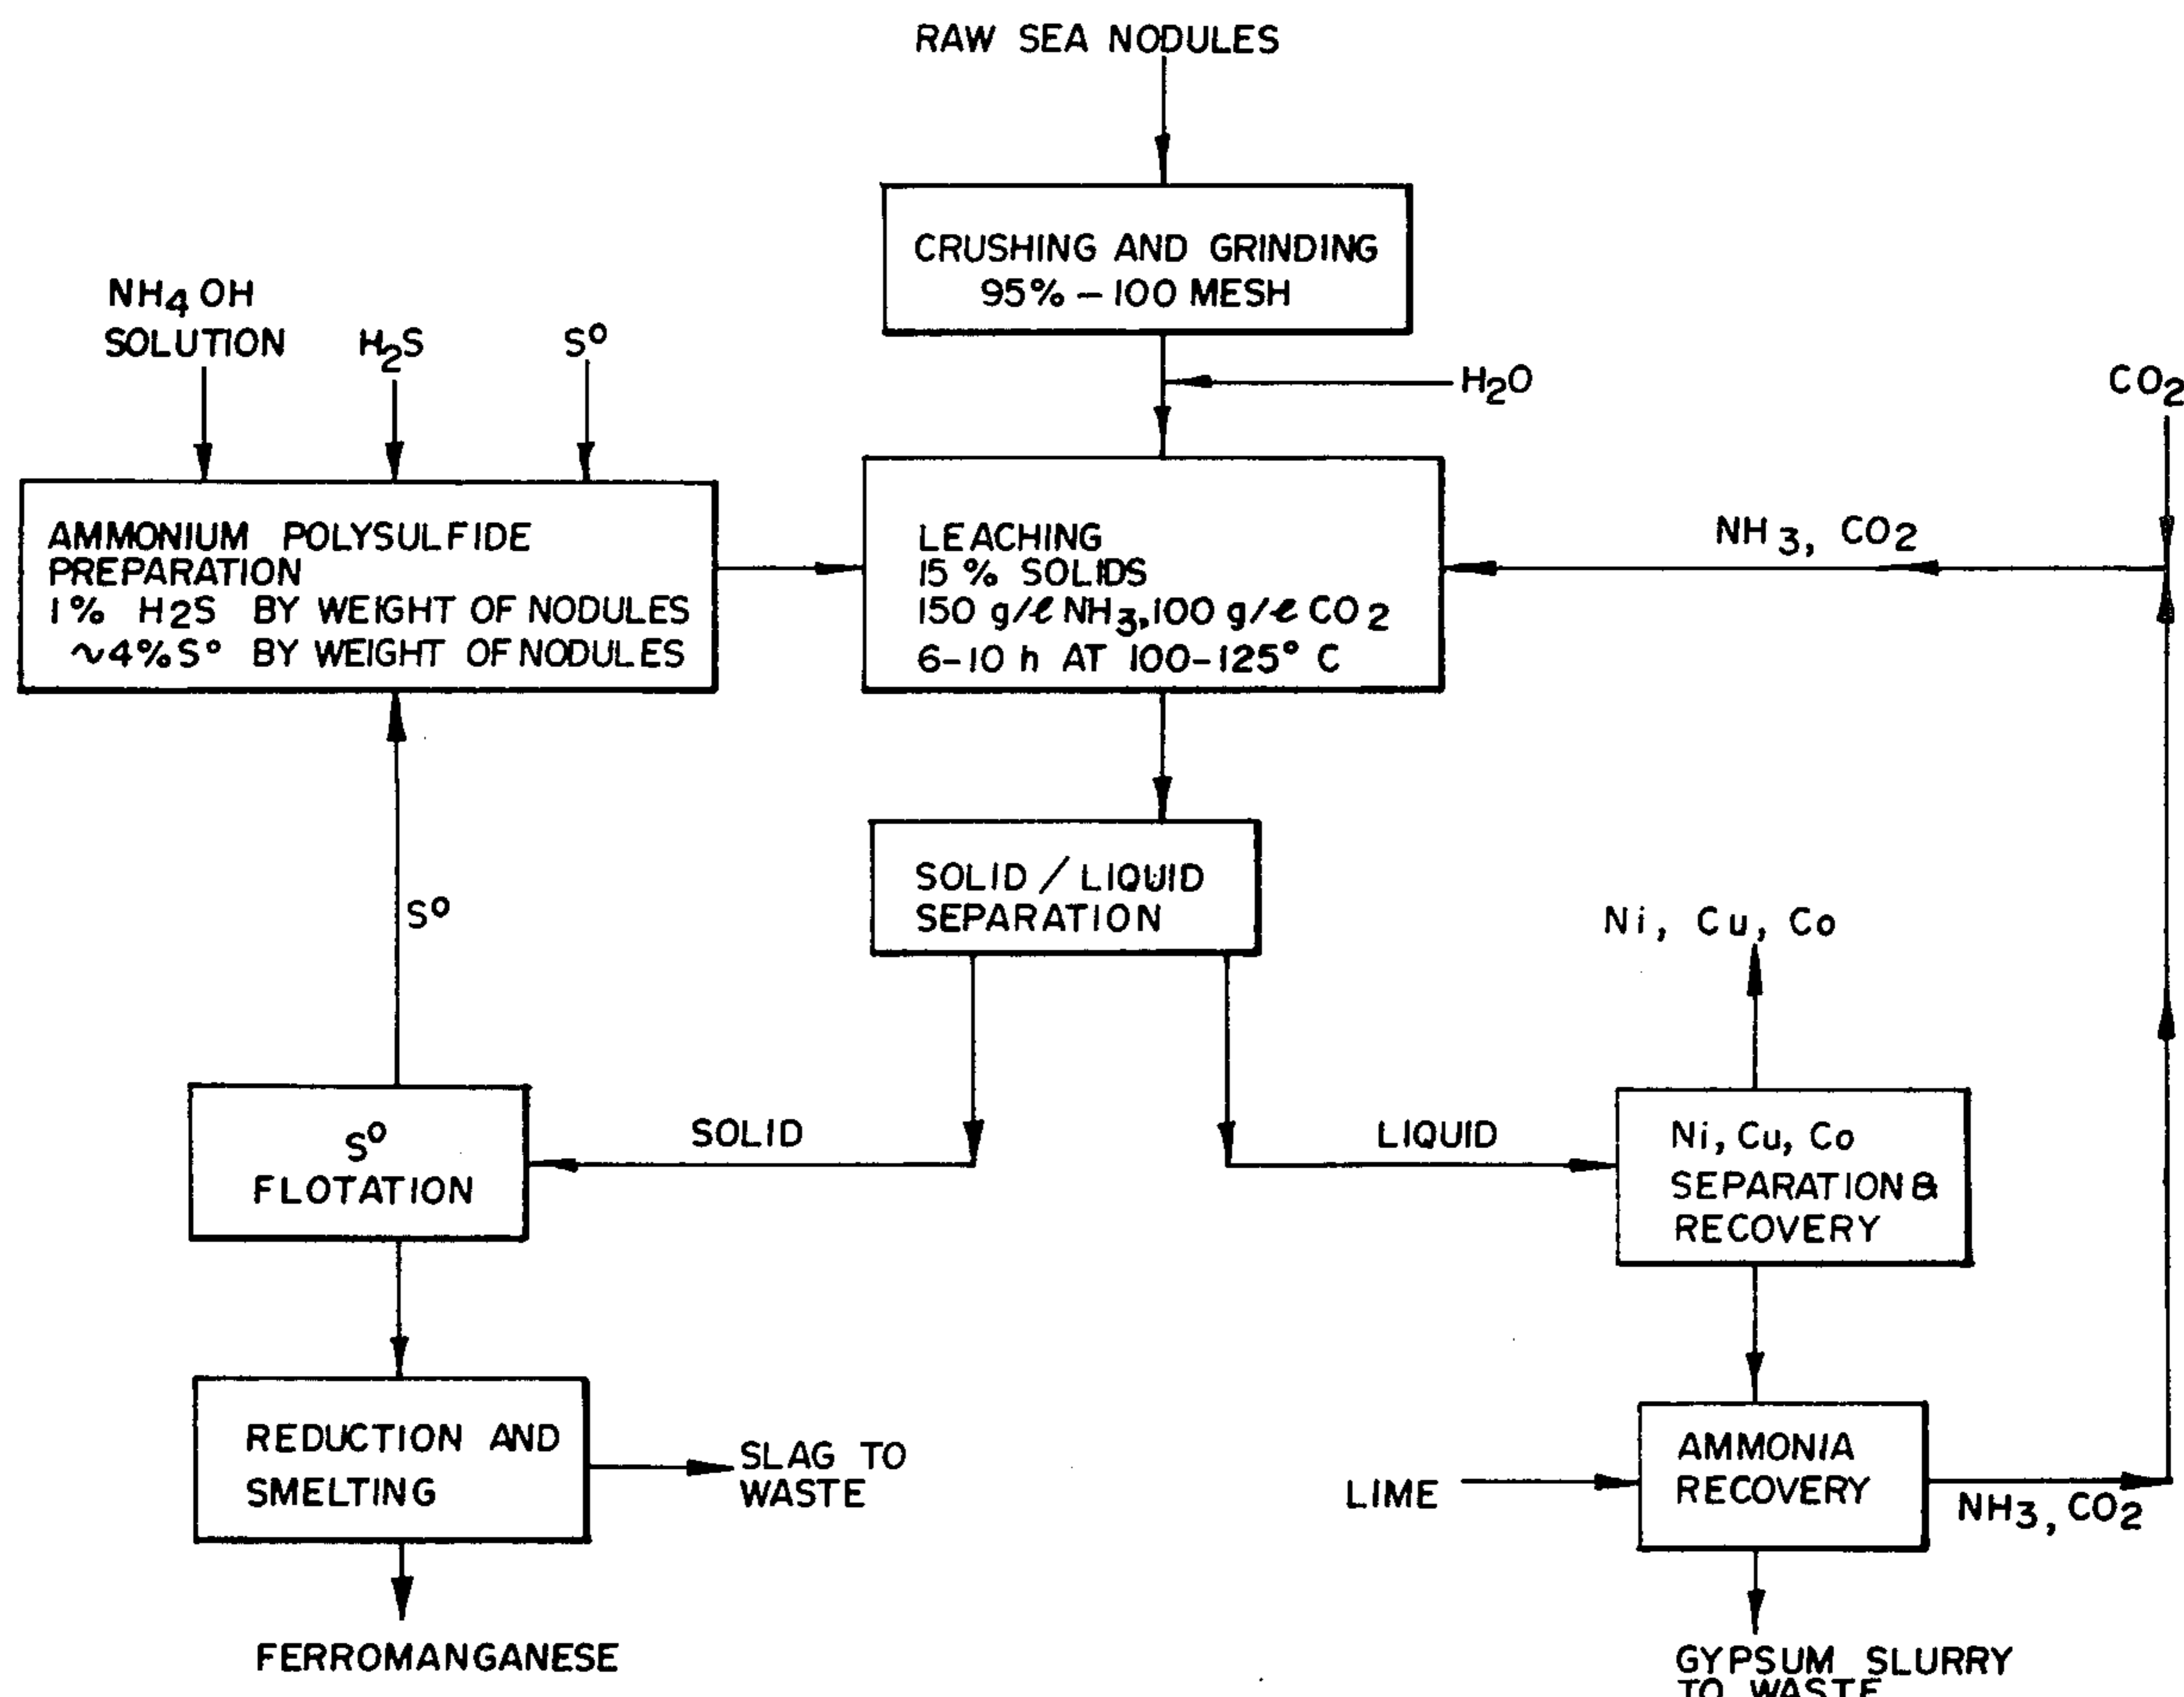 RAW SEA NODULES
CRUSHING AND GRINDING
95% – 100 MESH
NH4 OH
SOLUTION
H2S
S°
H2O
CO2
AMMONIUM POLYSULFIDE
PREPARATION
1% H2S BY WEIGHT OF NODULES
~4% S° BY WEIGHT OF NODULES
LEACHING
15 % SOLIDS
150 g/ℓ NH3, 100 g/ℓ CO2
6–10 h AT 100–125° C
NH3, CO2
SOLID / LIQUID
SEPARATION
S°
Ni, Cu, Co
S°
FLOTATION
SOLID
LIQUID
Ni, Cu, Co
SEPARATION &
RECOVERY
REDUCTION AND
SMELTING
SLAG TO
WASTE
LIME
AMMONIA
RECOVERY
NH3, CO2
FERROMANGANESE
GYPSUM SLURRY
TO WASTE